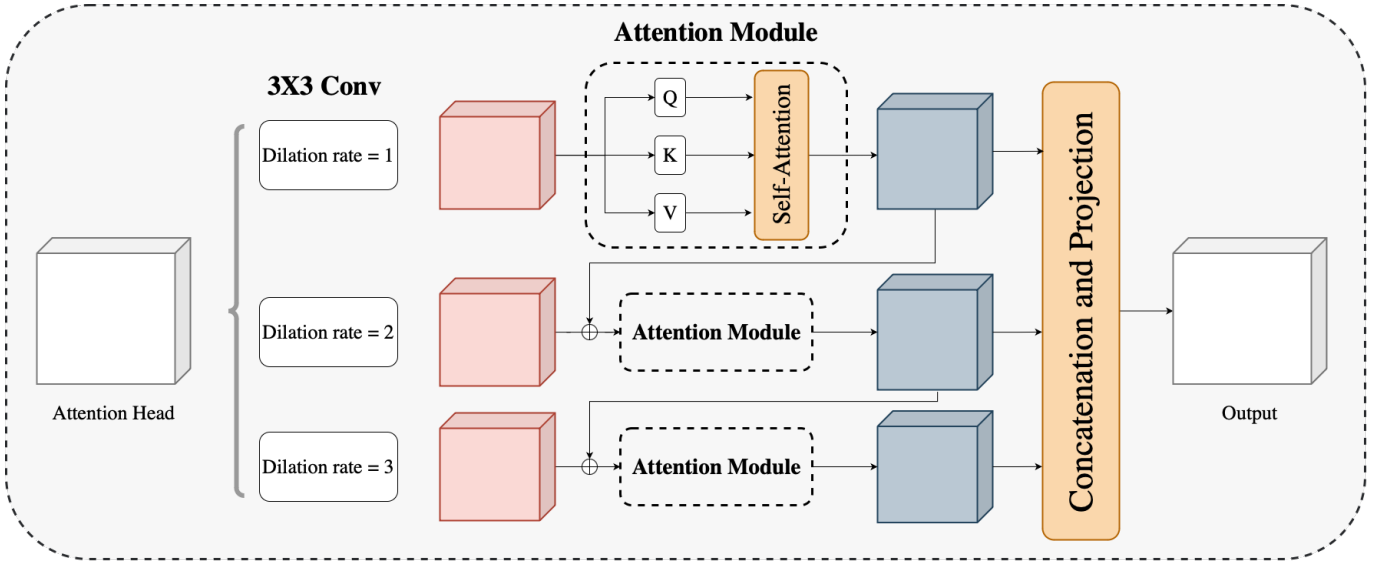 Attention Module
3X3 Conv
Q
Dilation rate = 1
K
V
Self-Attention
Concatenation and Projection
Attention Head
Dilation rate = 2
Attention Module
Output
Dilation rate = 3
Attention Module